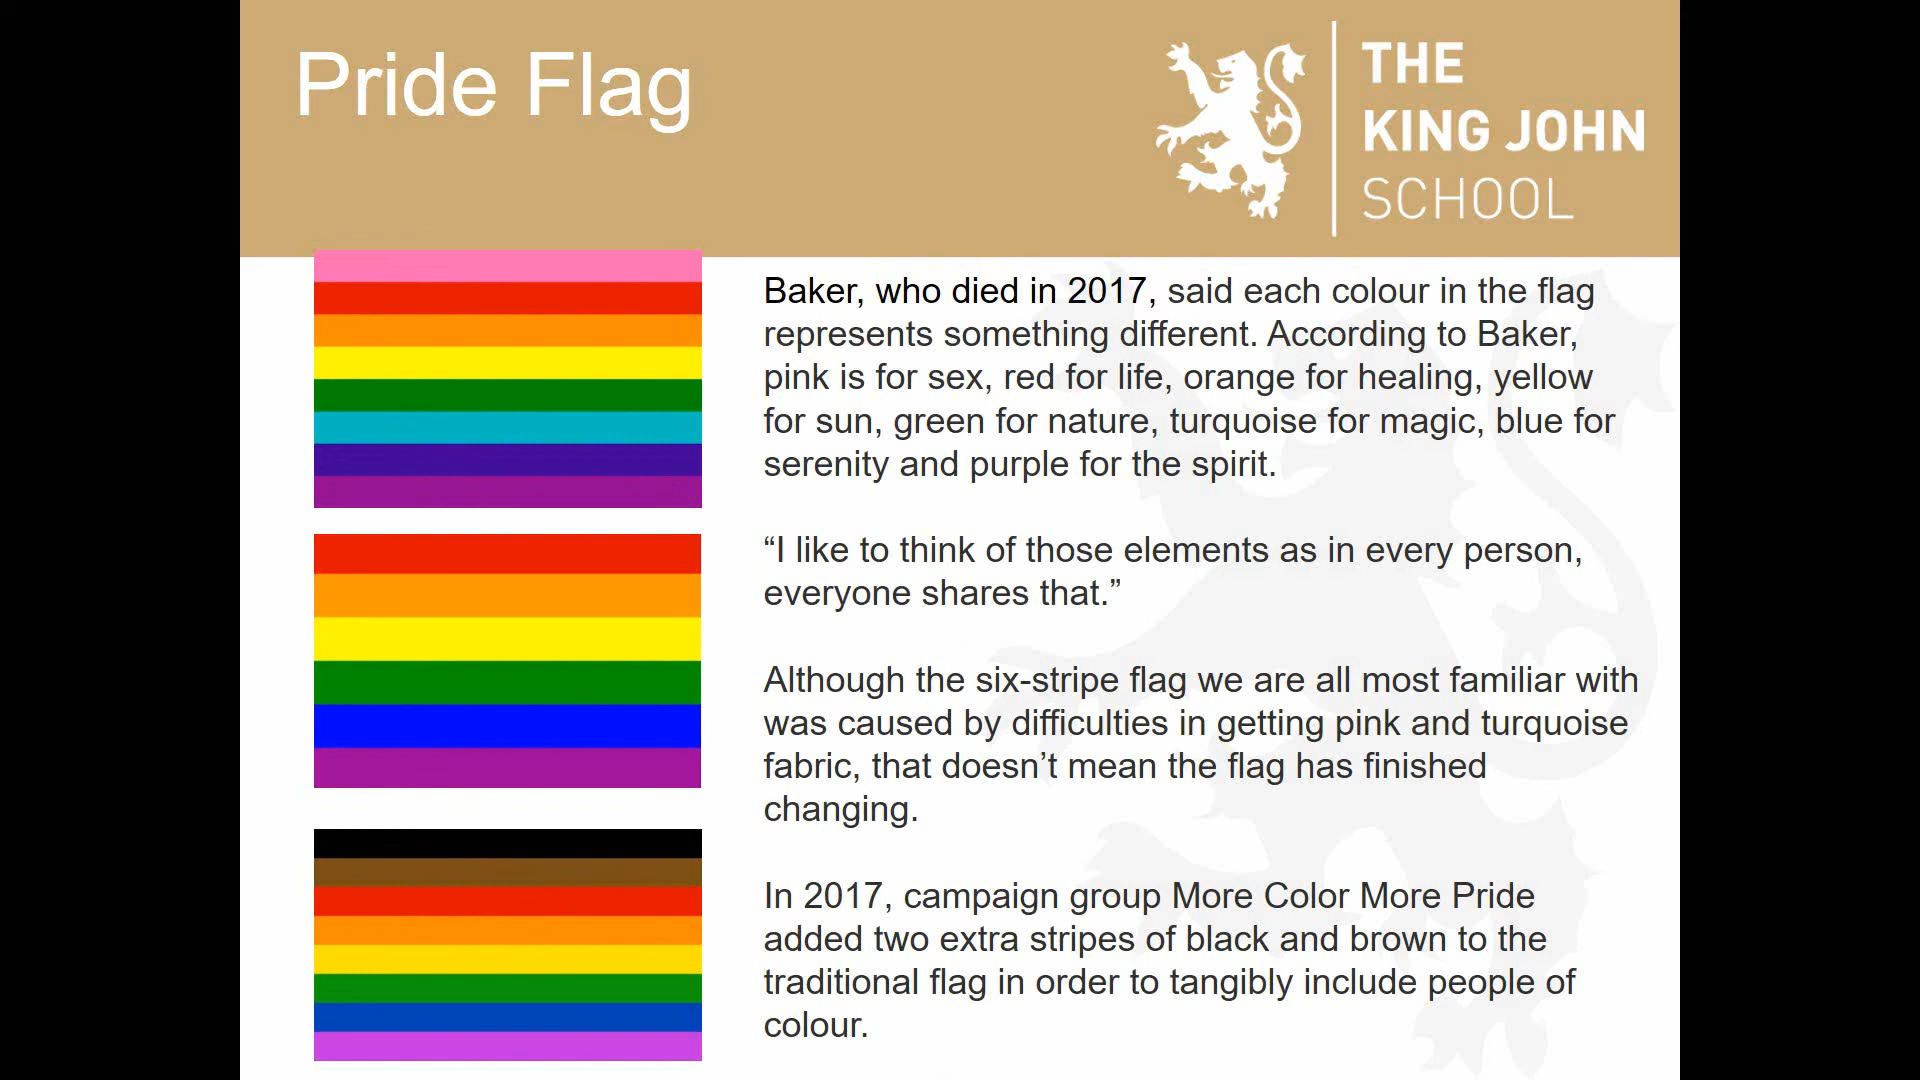 Pride Flag
THE
KING JOHN
SCHOOL
Baker, who died in 2017, said each colour in the flag
represents something different. According to Baker,
pink is for sex, red for life, orange for healing, yellow
for sun, green for nature, turquoise for magic, blue for
serenity and purple for the spirit.
“I like to think of those elements as in every person,
everyone shares that.”
Although the six-stripe flag we are all most familiar with
was caused by difficulties in getting pink and turquoise
fabric, that doesn’t mean the flag has finished
changing.
In 2017, campaign group More Color More Pride
added two extra stripes of black and brown to the
traditional flag in order to tangibly include people of
colour.